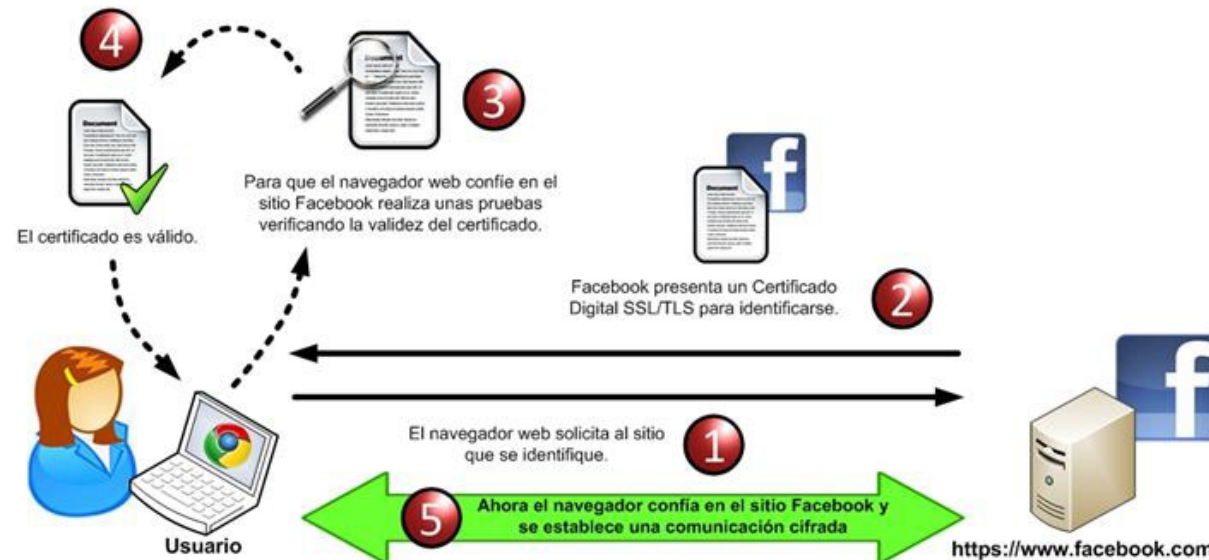 4
3
Document
Document
Para que el navegador web confíe en el
sitio Facebook realiza unas pruebas
verificando la validez del certificado.
El certificado es válido.
f
Document
Facebook presenta un Certificado
Digital SSL/TLS para identificarse.
2
f
El navegador web solicita al sitio
que se identifique.
1
5
Ahora el navegador confía en el sitio Facebook y
se establece una comunicación cifrada
Usuario
https://www.facebook.com